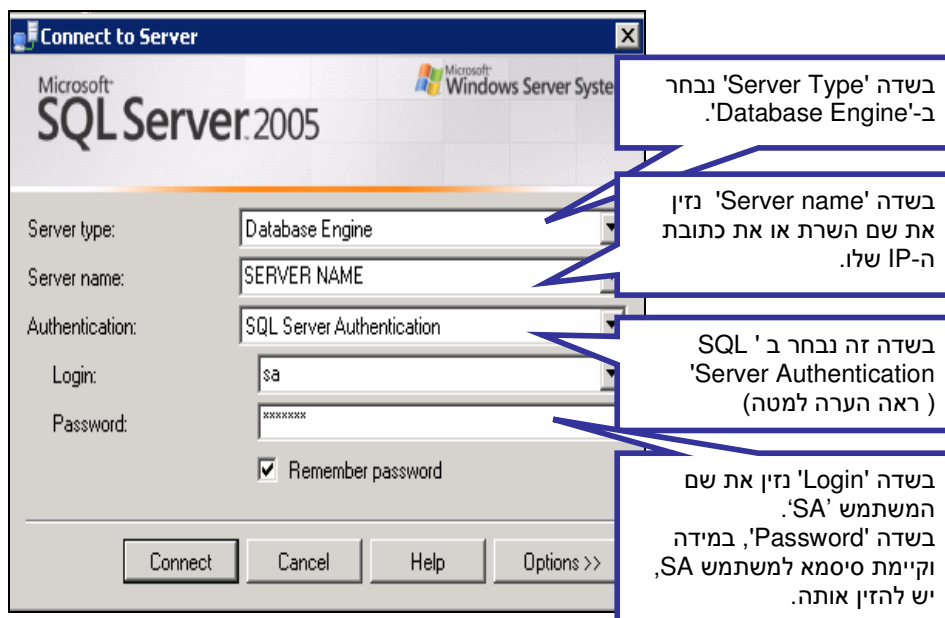 Connect to Server
Microsoft
SQL Server 2005
Microsoft
Windows Server Syste
Server type:
Database Engine
Server name:
SERVER NAME
Authentication:
SQL Server Authentication
Login:
sa
Password:
*******
Remember password
Connect
Cancel
Help
Options >>
בשדה 'Server Type' נבחר
ב-'Database Engine'.
בשדה 'Server name' נזין
את שם השרת או את כתובת
ה-IP שלו.
בשדה זה נבחר ב ' SQL
Server Authentication'
( ראה הערה למטה)
בשדה 'Login' נזין את שם
המשתמש 'SA‘.
בשדה 'Password', במידה
וקיימת סיסמא למשתמש SA,
יש להזין אותה.